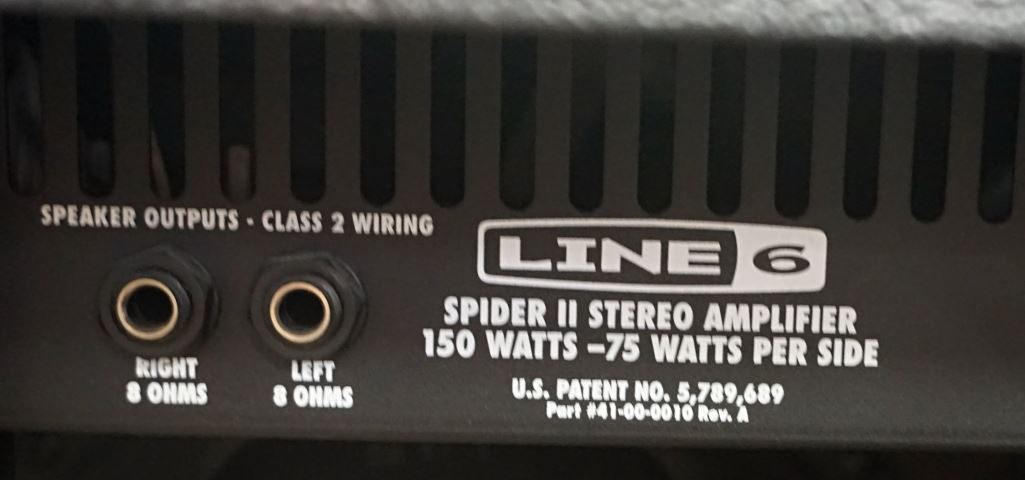 SPEAKER OUTPUTS - CLASS 2 WIRING
RIGHT
8 OHMS
LEFT
8 OHMS
LINE 6
SPIDER II STEREO AMPLIFIER
150 WATTS –75 WATTS PER SIDE
U.S. PATENT NO. 5,789,689
Part #41-00-0010 Rev. A